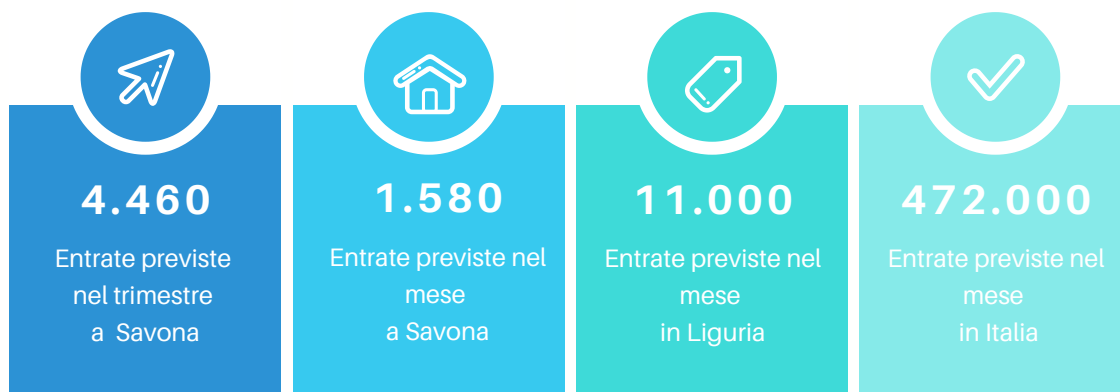 4.460
Entrate previste
nel trimestre
a Savona
1.580
Entrate previste nel
mese
a Savona
11.000
Entrate previste nel
mese
in Liguria
472.000
Entrate previste nel
mese
in Italia